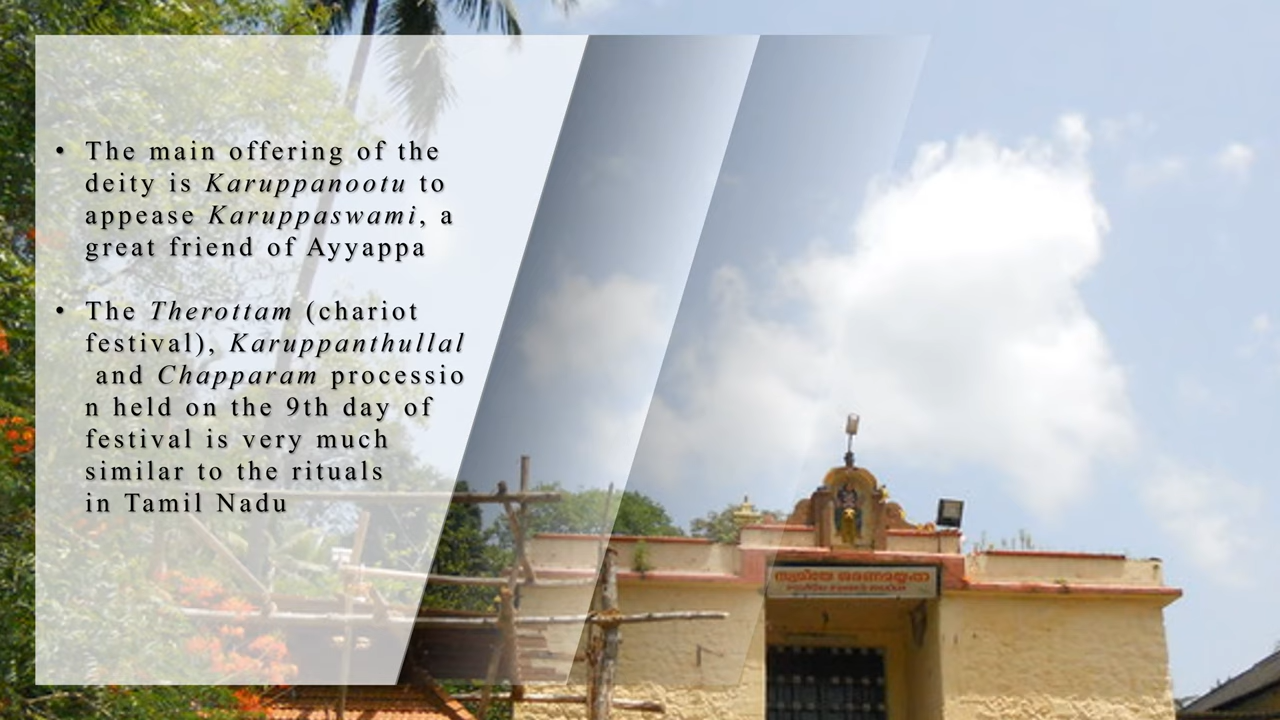 • The main offering of the
deity is Karuppanootu to
appease Karuppaswami, a
great friend of Ayyappa
• The Therottam (chariot
festival), Karuppanthullal
and Chapparam processio
n held on the 9th day of
festival is very much
similar to the rituals
in Tamil Nadu
സ്വാമിയേ ശരണമയ്യപ്പാ